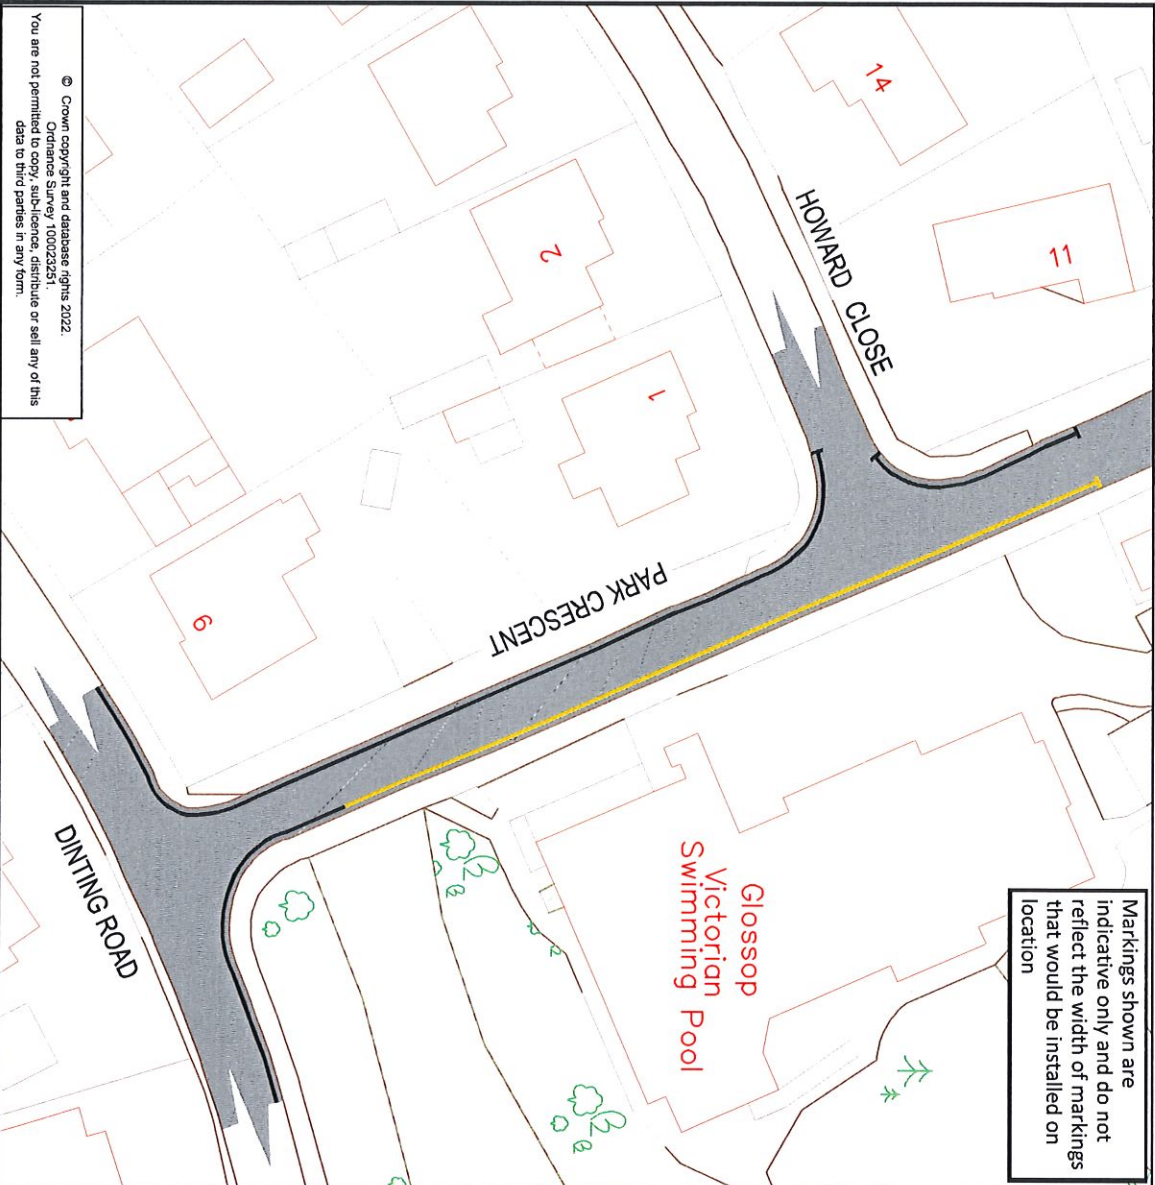 Markings shown are
indicative only and do not
reflect the width of markings
that would be installed on
location
14
11
HOWARD CLOSE
2
1
PARK CRESCENT
9
DINTING ROAD
Glossop
Victorian
Swimming Pool
© Crown copyright and database rights 2022.
Ordnance Survey 100023251.
You are not permitted to copy, sub-licence, distribute or sell any of this
data to third parties in any form.